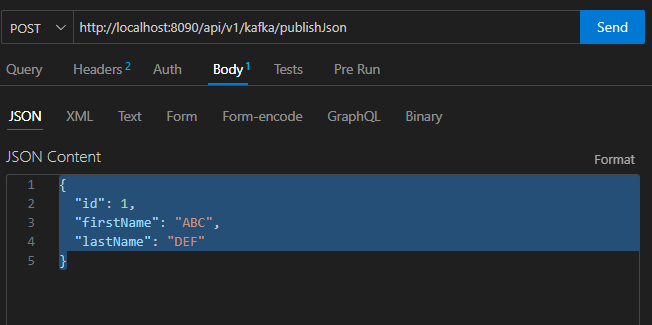 POST http://localhost:8090/api/v1/kafka/publishJson Send
Query Headers 2 Auth Body 1 Tests Pre Run
JSON XML Text Form Form-encode GraphQL Binary
JSON Content Format
1 {
2 "id": 1,
3 "firstName": "ABC",
4 "lastName": "DEF"
5 }